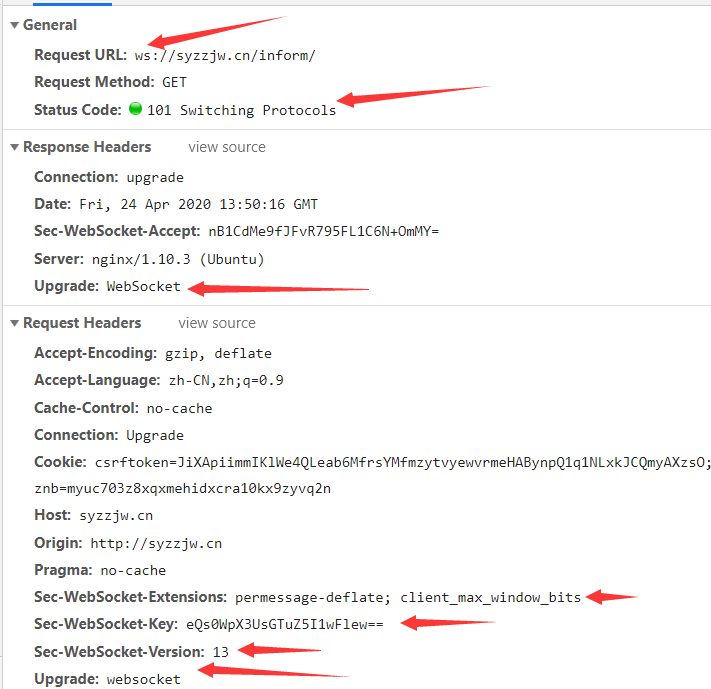 General
Request URL: ws://syzzjw.cn/inform/
Request Method: GET
Status Code: 101 Switching Protocols
Response Headers view source
Connection: upgrade
Date: Fri, 24 Apr 2020 13:50:16 GMT
Sec-WebSocket-Accept: nB1CdMe9fJFvR795FL1C6N+OmMY=
Server: nginx/1.10.3 (Ubuntu)
Upgrade: WebSocket
Request Headers view source
Accept-Encoding: gzip, deflate
Accept-Language: zh-CN,zh;q=0.9
Cache-Control: no-cache
Connection: Upgrade
Cookie: csrftoken=JiXApiimmIKlWe4QLeab6MfrsYMfmzytvyewvrmeHABynpQ1q1NLxkJCQmyAXzsO;
znb=myuc703z8xqxmehidxcra10kx9zyvq2n
Host: syzzjw.cn
Origin: http://syzzjw.cn
Pragma: no-cache
Sec-WebSocket-Extensions: permessage-deflate; client_max_window_bits
Sec-WebSocket-Key: eQs0WpX3UsGTuZ5I1wFlew==
Sec-WebSocket-Version: 13
Upgrade: websocket